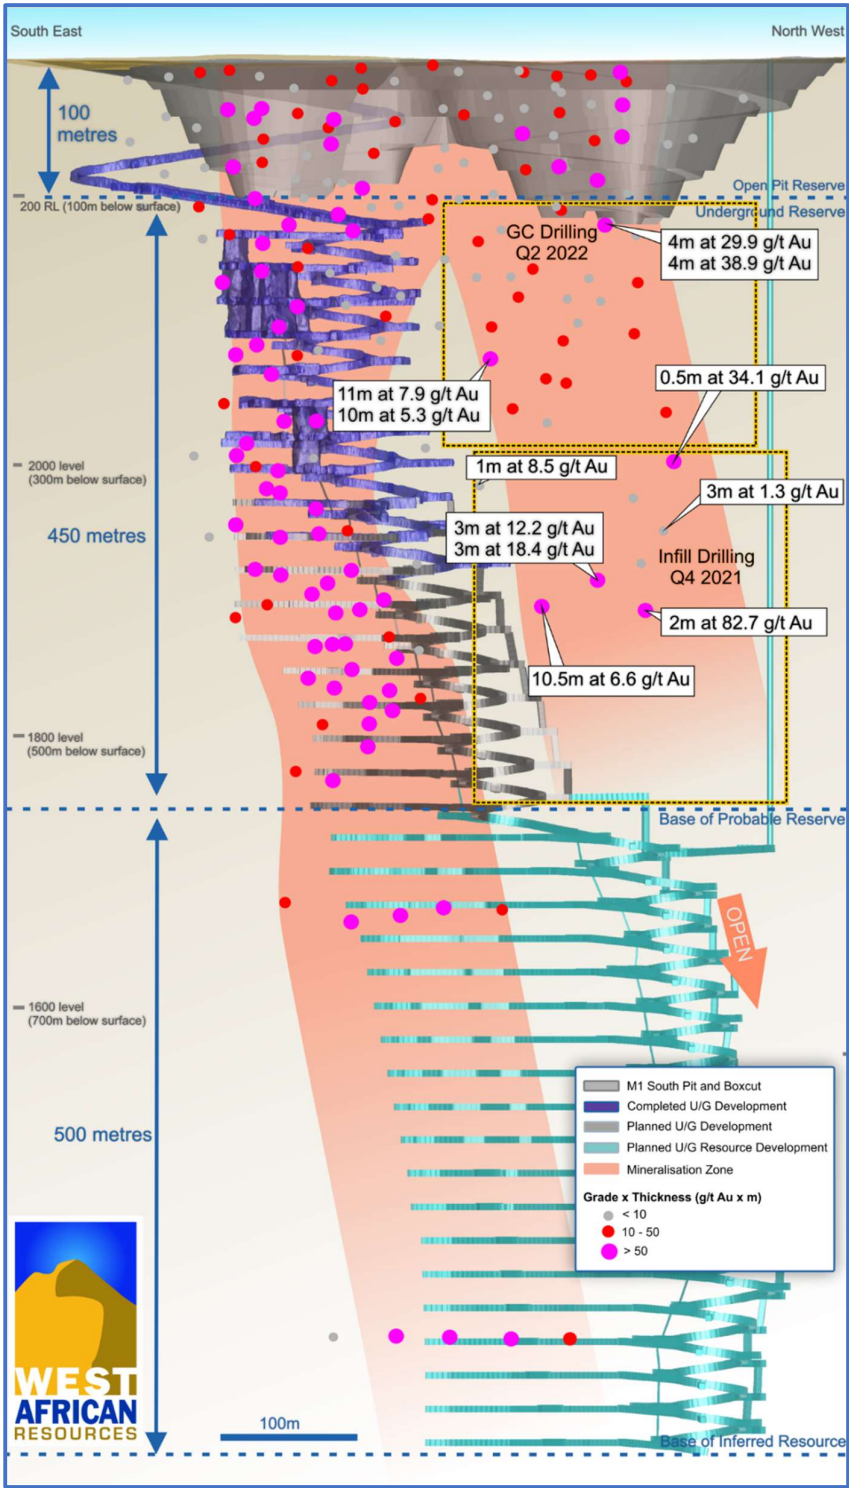 South East
North West
100
metres
Open Pit Reserve
200 RL (100m below surface)
Underground Reserve
GC Drilling
Q2 2022
4m at 29.9 g/t Au
4m at 38.9 g/t Au
0.5m at 34.1 g/t Au
11m at 7.9 g/t Au
10m at 5.3 g/t Au
2000 level
(300m below surface)
1m at 8.5 g/t Au
3m at 1.3 g/t Au
450 metres
3m at 12.2 g/t Au
3m at 18.4 g/t Au
Infill Drilling
Q4 2021
2m at 82.7 g/t Au
10.5m at 6.6 g/t Au
1800 level
(500m below surface)
Base of Probable Reserve
OPEN
1600 level
(700m below surface)
M1 South Pit and Boxcut
Completed U/G Development
Planned U/G Development
Planned U/G Resource Development
Mineralisation Zone
Grade x Thickness (g/t Au x m)
< 10
10 - 50
> 50
500 metres
WEST
AFRICAN
RESOURCES
100m
Base of Inferred Resource